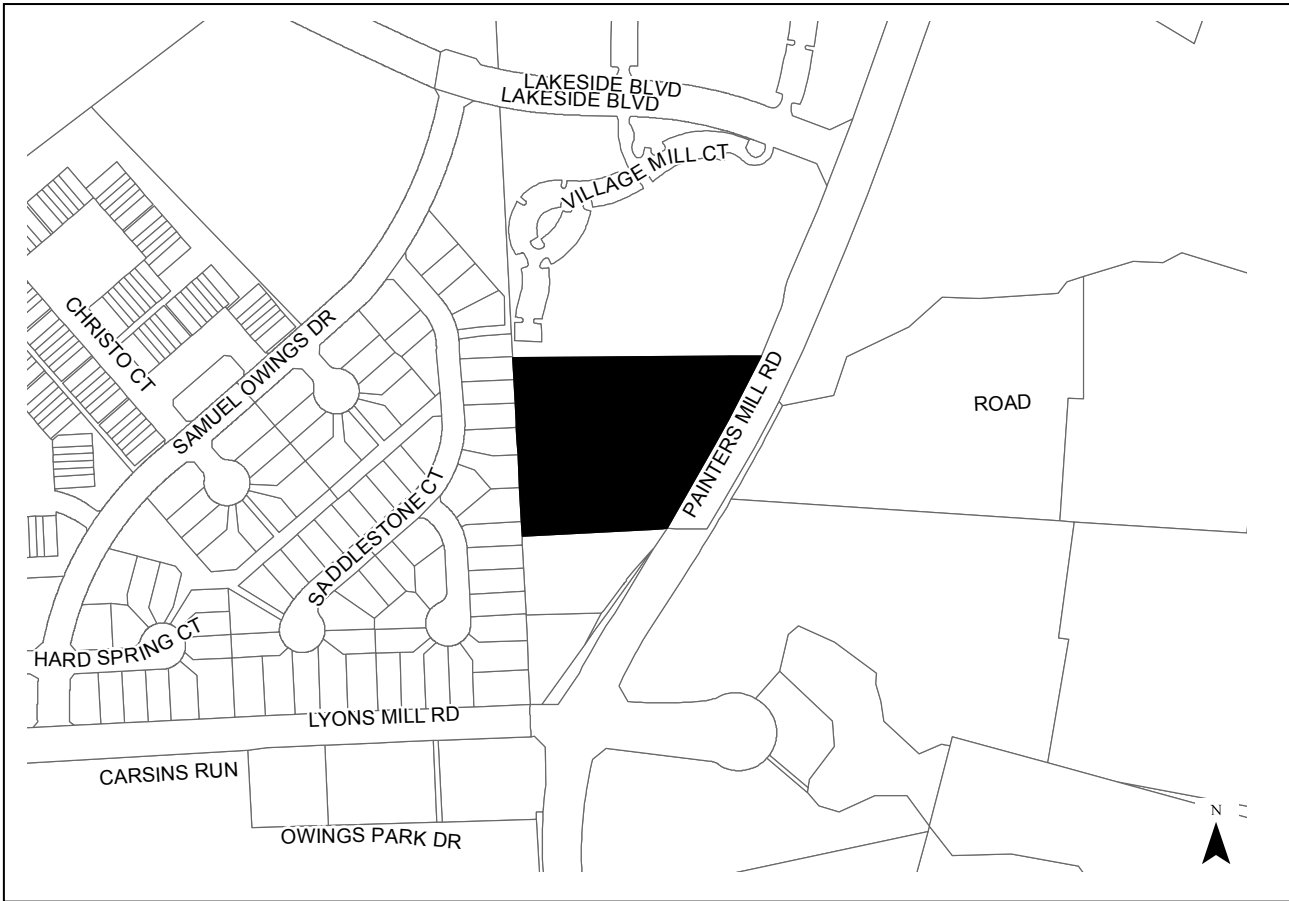 LAKESIDE BLVD
LAKESIDE BLVD
VILLAGE MILL CT
CHRISTO CT
SAMUEL OWINGS DR
PAINTERS MILL RD
ROAD
SADDLESTONE CT
HARD SPRING CT
LYONS MILL RD
CARSINS RUN
OWINGS PARK DR
N